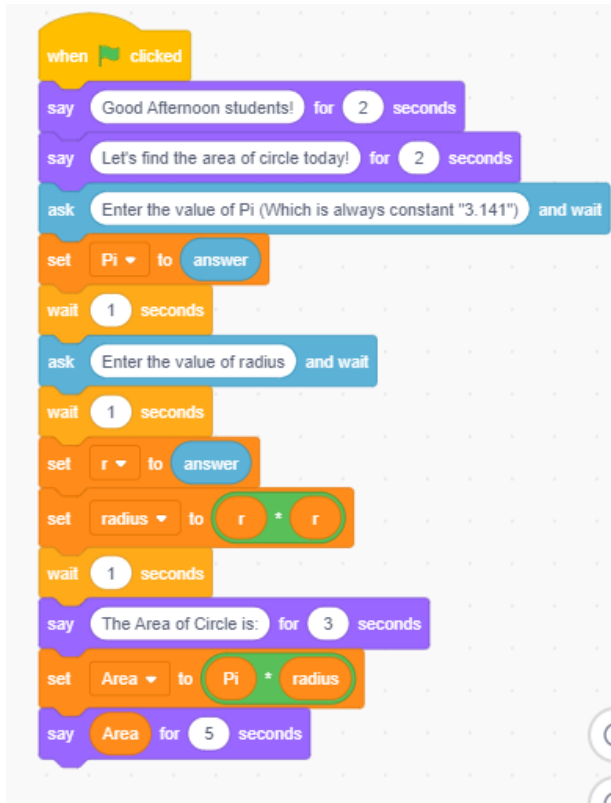 when clicked
say Good Afternoon students! for 2 seconds
say Let's find the area of circle today! for 2 seconds
ask Enter the value of Pi (Which is always constant "3.141") and wait
set Pi to answer
wait 1 seconds
ask Enter the value of radius and wait
wait 1 seconds
set r to answer
set radius to r * r
wait 1 seconds
say The Area of Circle is: for 3 seconds
set Area to Pi * radius
say Area for 5 seconds